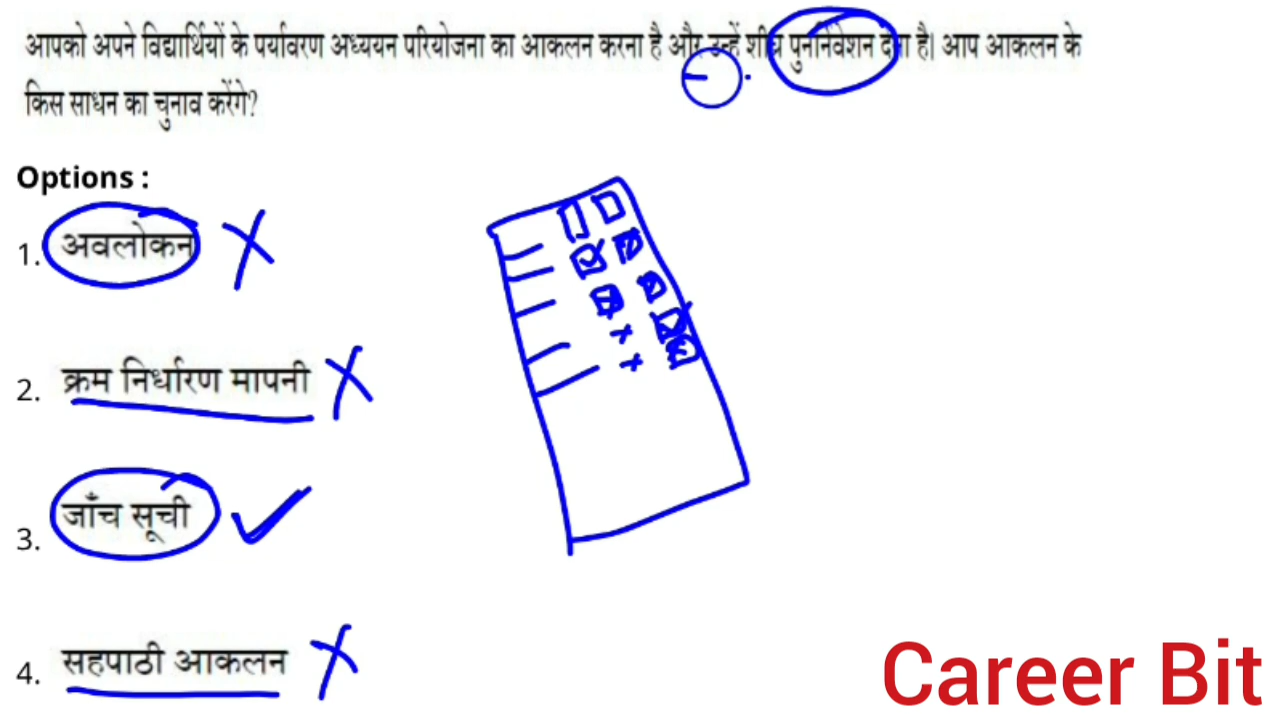 आपको अपने विद्यार्थियों के पर्यावरण अध्ययन परियोजना का आकलन करना है और उन्हें शीघ्र पुनर्निवेशन देना है। आप आकलन के
किस साधन का चुनाव करेंगे?
Options :
1. अवलोकन
2. क्रम निर्धारण मापनी
3. जाँच सूची
4. सहपाठी आकलन
Career Bit